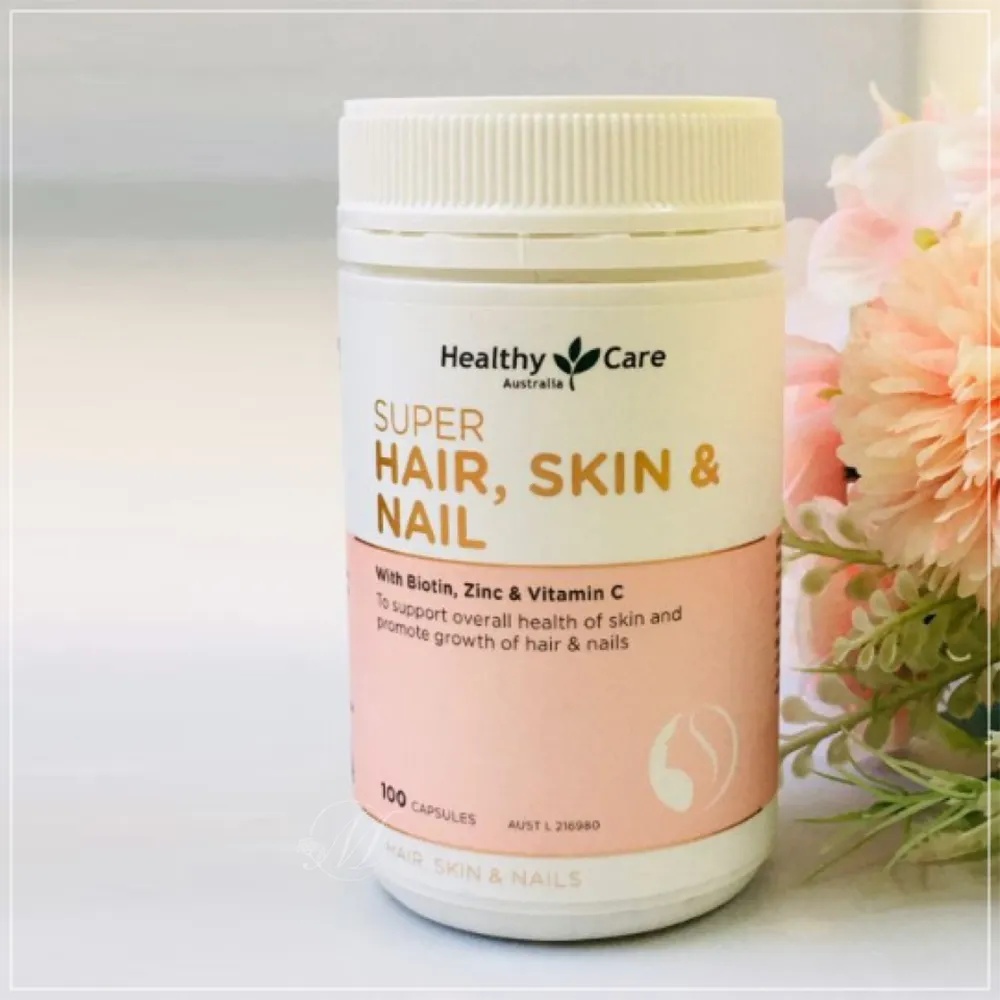 Healthy Care
Australia
SUPER
HAIR, SKIN &
NAIL
With Biotin, Zinc & Vitamin C
To support overall health of skin and
promote growth of hair & nails
100 CAPSULES
AUST L 216980
HAIR, SKIN & NAILS